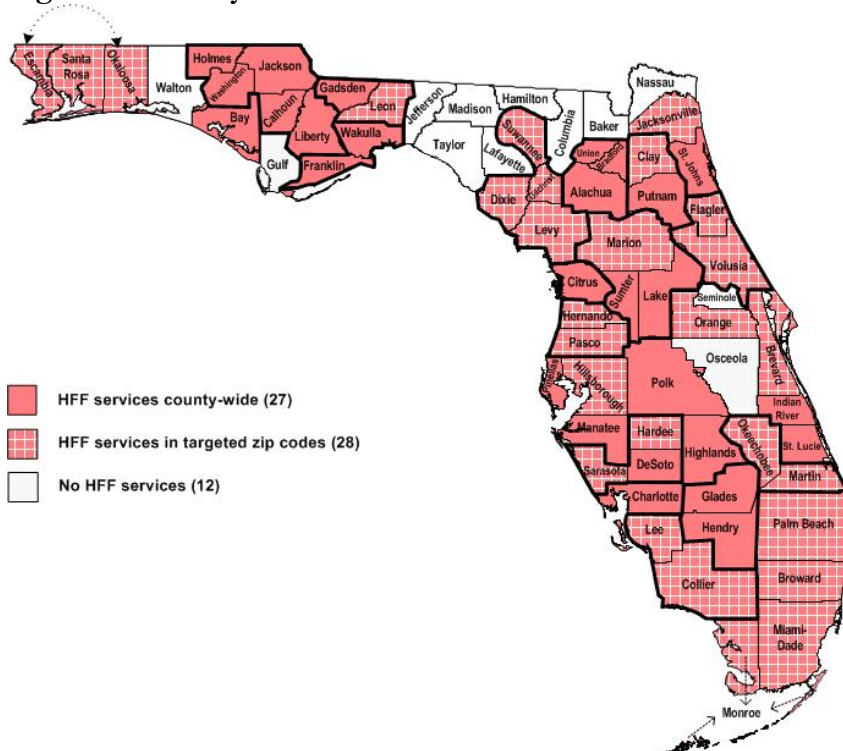 Escambia
Santa
Rosa
Okaloosa
Walton
Holmes
Washington
Jackson
Bay
Calhoun
Gulf
Liberty
Gadsden
Leon
Wakulla
Franklin
Jefferson
Madison
Taylor
Hamilton
Lafayette
Suwannee
Columbia
Baker
Nassau
Jacksonville
Union
Bradford
Clay
St. Johns
Dixie
Gilchrist
Alachua
Putnam
Flagler
Levy
Marion
Volusia
Citrus
Sumter
Lake
Seminole
Hernando
Orange
Pasco
Osceola
Brevard
Pinellas
Hillsborough
Polk
Indian
River
Manatee
Hardee
Okeechobee
St. Lucie
Sarasota
DeSoto
Highlands
Martin
Charlotte
Glades
Lee
Hendry
Palm Beach
Collier
Broward
Miami-
Dade
Monroe
HFF services county-wide (27)
HFF services in targeted zip codes (28)
No HFF services (12)